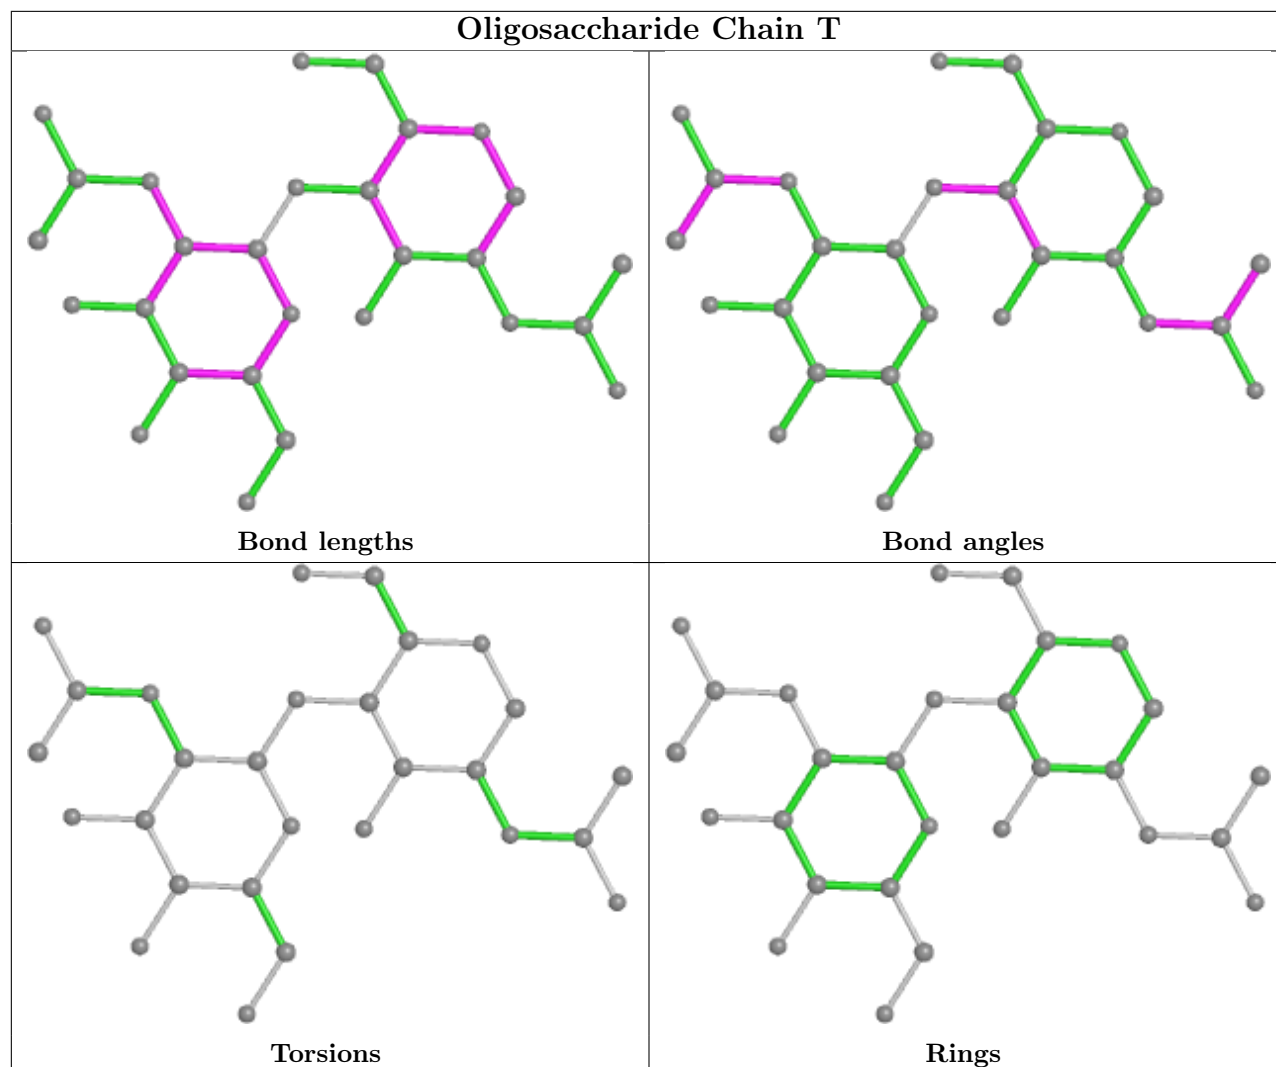 Oligosaccharide Chain T
Bond lengths
Bond angles
Torsions
Rings